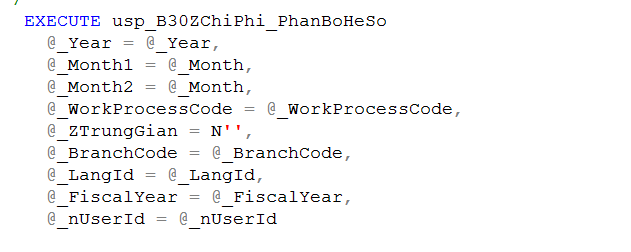 EXECUTE usp_B30ZChiPhi_PhanBoHeSo
@_Year = @_Year,
@_Month1 = @_Month,
@_Month2 = @_Month,
@_WorkProcessCode = @_WorkProcessCode,
@_ZTrungGian = N'',
@_BranchCode = @_BranchCode,
@_LangId = @_LangId,
@_FiscalYear = @_FiscalYear,
@_nUserId = @_nUserId